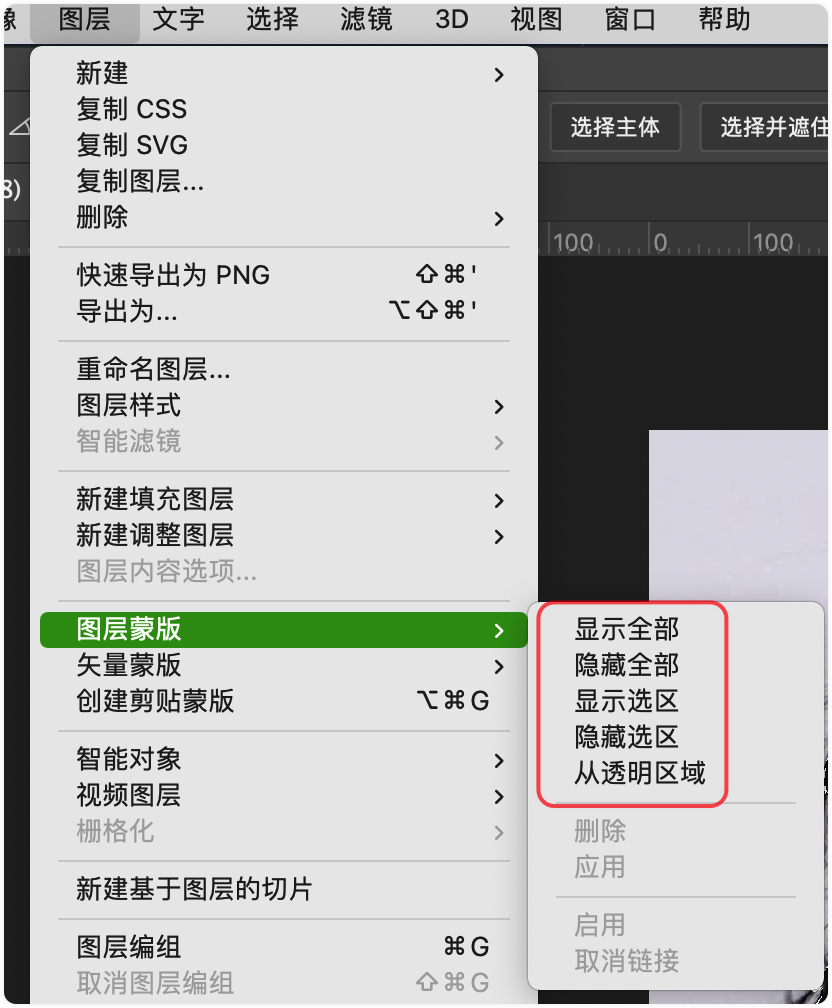 图层 文字 选择 滤镜 3D 视图 窗口 帮助
新建
复制 CSS
复制 SVG
选择主体 选择并遮住
复制图层...
8)
删除
100 0 100
快速导出为 PNG ⇧⌘'
导出为... ⌥⇧⌘'
重命名图层...
图层样式
智能滤镜
新建填充图层
新建调整图层
图层内容选项...
图层蒙版
矢量蒙版
创建剪贴蒙版 ⌥⌘G
智能对象
视频图层
栅格化
新建基于图层的切片
图层编组 ⌘G
取消图层编组 ⇧⌘G
显示全部
隐藏全部
显示选区
隐藏选区
从透明区域
删除
应用
启用
取消链接